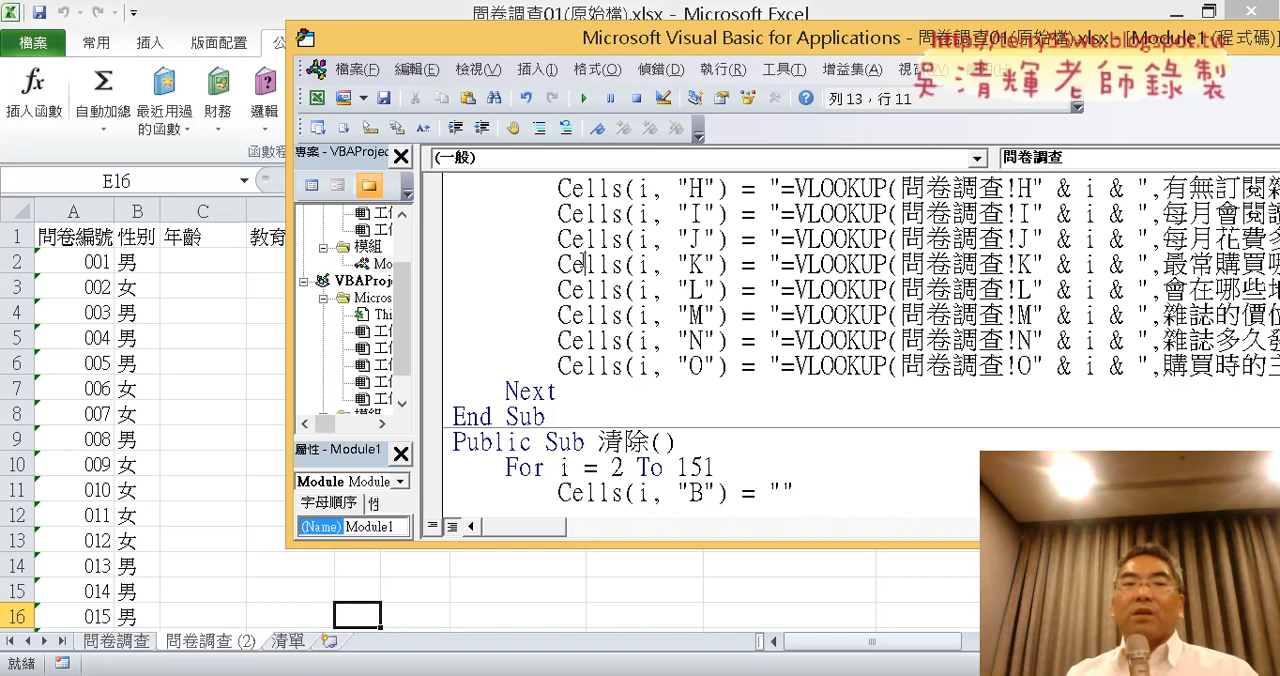 問卷調查01(原始檔).xlsx - Microsoft Excel
Microsoft Visual Basic for Applications - 問卷調查01(原始檔).xlsx - [Module1 (程式碼)]
吳清輝老師錄製
檔案 常用 插入 版面配置 公
檔案(F) 編輯(E) 檢視(V) 插入(I) 格式(O) 偵錯(D) 執行(R) 工具(T) 增益集(A)
列 13，行 11
插入函數 自動加總 最近用過的函數 財務 邏輯
專案 - VBAProjec
(一般) 問卷調查
E16
A B C
1 問卷編號 性別 年齡 教育
2 001 男
3 002 女
4 003 男
5 004 男
6 005 男
7 006 女
8 007 女
9 008 男
10 009 女
11 010 女
12 011 女
13 012 女
14 013 男
15 014 男
16 015 男
模組
Mo
VBAProj
Micros
Thi
Cells(i, "H") = "=VLOOKUP(問卷調查!H" & i & ",有無訂閱雜
Cells(i, "I") = "=VLOOKUP(問卷調查!I" & i & ",每月會閱讀
Cells(i, "J") = "=VLOOKUP(問卷調查!J" & i & ",每月花費多
Cells(i, "K") = "=VLOOKUP(問卷調查!K" & i & ",最常購買哪
Cells(i, "L") = "=VLOOKUP(問卷調查!L" & i & ",會在哪些地
Cells(i, "M") = "=VLOOKUP(問卷調查!M" & i & ",雜誌的價位
Cells(i, "N") = "=VLOOKUP(問卷調查!N" & i & ",雜誌多久發
Cells(i, "O") = "=VLOOKUP(問卷調查!O" & i & ",購買時的主
Next
End Sub
Public Sub 清除()
For i = 2 To 151
Cells(i, "B") = ""
屬性 - Module1
Module Module
字母順序
(Name) Module1
問卷調查 問卷調查 (2) 清單
就緒